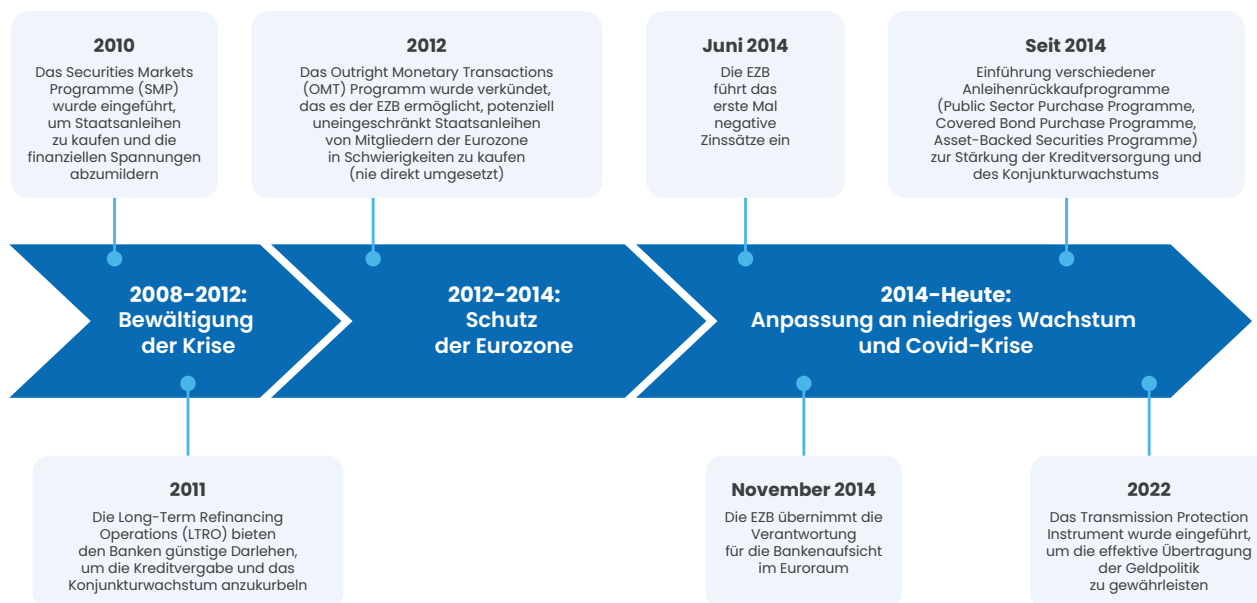 2010
Das Securities Markets
Programme (SMP)
wurde eingeführt,
um Staatsanleihen
zu kaufen und die
finanziellen Spannungen
abzumildern
2012
Das Outright Monetary Transactions
(OMT) Programm wurde verkündet,
das es der EZB ermöglicht, potenziell
uneingeschränkt Staatsanleihen
von Mitgliedern der Eurozone
in Schwierigkeiten zu kaufen
(nie direkt umgesetzt)
Juni 2014
Die EZB
führt das
erste Mal
negative
Zinssätze ein
Seit 2014
Einführung verschiedener
Anleihenrückkaufprogramme
(Public Sector Purchase Programme,
Covered Bond Purchase Programme,
Asset-Backed Securities Programme)
zur Stärkung der Kreditversorgung und
des Konjunkturwachstums
2008-2012:
Bewältigung
der Krise
2012-2014:
Schutz
der Eurozone
2014-Heute:
Anpassung an niedriges Wachstum
und Covid-Krise
2011
Die Long-Term Refinancing
Operations (LTRO) bieten
den Banken günstige Darlehen,
um die Kreditvergabe und das
Konjunkturwachstum anzukurbeln
November 2014
Die EZB übernimmt die
Verantwortung
für die Bankenaufsicht
im Euroraum
2022
Das Transmission Protection
Instrument wurde eingeführt,
um die effektive Übertragung
der Geldpolitik
zu gewährleisten